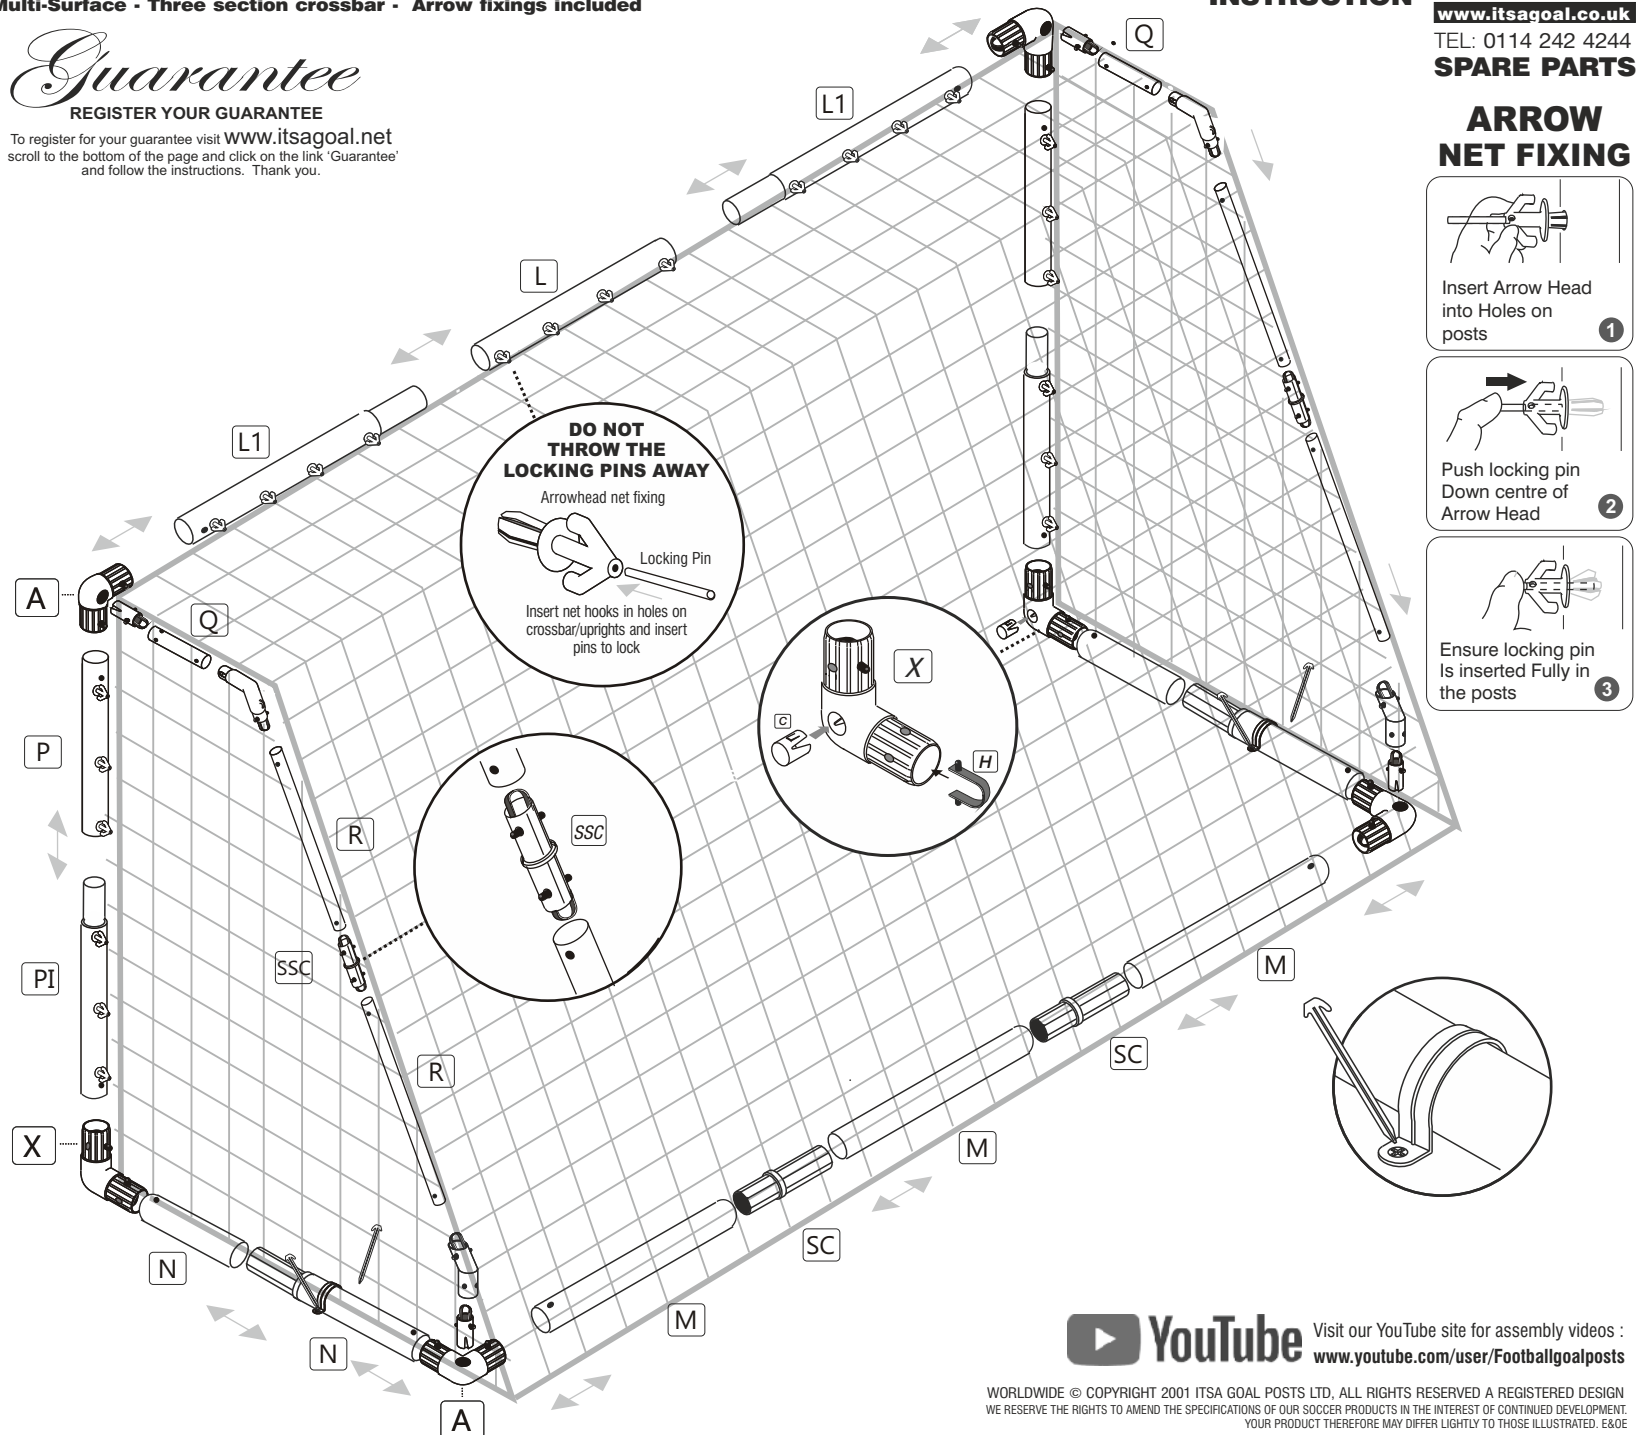 Multi-Surface - Three section crossbar - Arrow fixings included
INSTRUCTION
www.itsagoal.co.uk
TEL: 0114 242 4244
SPARE PARTS
Guarantee
REGISTER YOUR GUARANTEE
To register for your guarantee visit www.itsagoal.net
scroll to the bottom of the page and click on the link ‘Guarantee’
and follow the instructions. Thank you.
Q
L1
L
L1
ARROW
NET FIXING
Insert Arrow Head
into Holes on
posts
1
Push locking pin
Down centre of
Arrow Head
2
Ensure locking pin
Is inserted Fully in
the posts
3
DO NOT
THROW THE
LOCKING PINS AWAY
Arrowhead net fixing
Locking Pin
Insert net hooks in holes on
crossbar/uprights and insert
pins to lock
A
Q
X
C
H
P
R
SSC
SSC
PI
R
X
M
SC
M
SC
M
N
N
A
YouTube
Visit our YouTube site for assembly videos :
www.youtube.com/user/Footballgoalposts
WORLDWIDE © COPYRIGHT 2001 ITSA GOAL POSTS LTD, ALL RIGHTS RESERVED A REGISTERED DESIGN
WE RESERVE THE RIGHTS TO AMEND THE SPECIFICATIONS OF OUR SOCCER PRODUCTS IN THE INTEREST OF CONTINUED DEVELOPMENT.
YOUR PRODUCT THEREFORE MAY DIFFER LIGHTLY TO THOSE ILLUSTRATED. E&OE